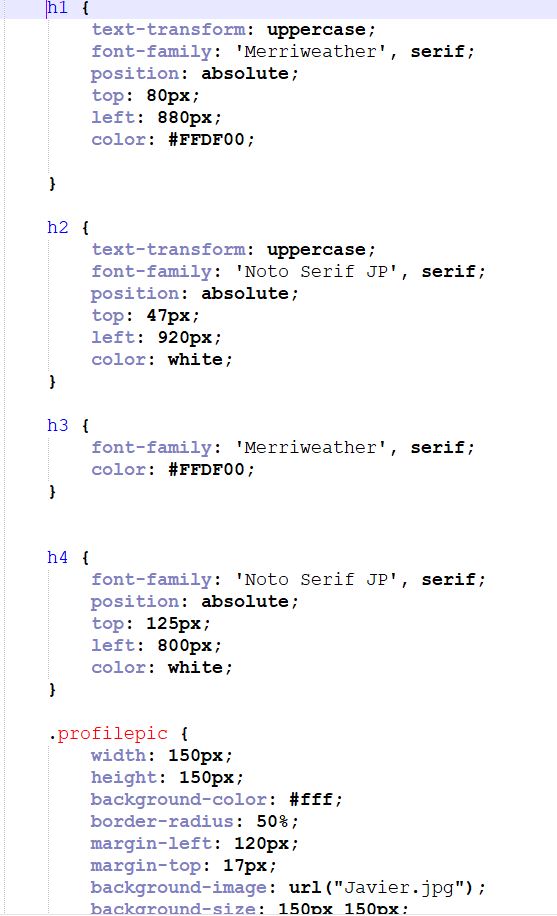 h1 {
text-transform: uppercase;
font-family: 'Merriweather', serif;
position: absolute;
top: 80px;
left: 880px;
color: #FFDF00;
}
h2 {
text-transform: uppercase;
font-family: 'Noto Serif JP', serif;
position: absolute;
top: 47px;
left: 920px;
color: white;
}
h3 {
font-family: 'Merriweather', serif;
color: #FFDF00;
}
h4 {
font-family: 'Noto Serif JP', serif;
position: absolute;
top: 125px;
left: 800px;
color: white;
}
.profilepic {
width: 150px;
height: 150px;
background-color: #fff;
border-radius: 50%;
margin-left: 120px;
margin-top: 17px;
background-image: url("Javier.jpg");
background-size: 150px 150px;